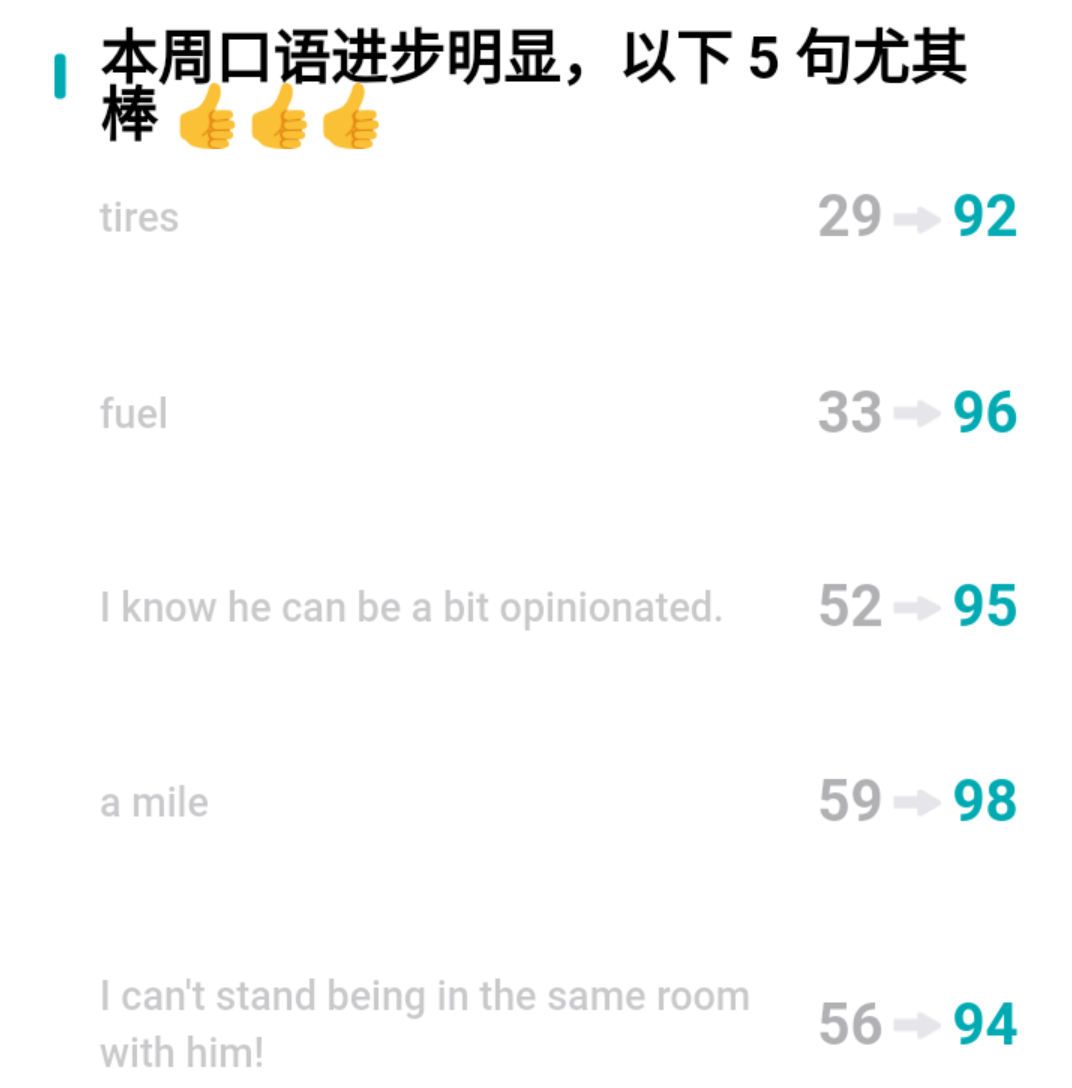 本周口语进步明显，以下 5 句尤其
棒 👍👍👍
tires 29 ➡ 92
fuel 33 ➡ 96
I know he can be a bit opinionated. 52 ➡ 95
a mile 59 ➡ 98
I can't stand being in the same room
with him! 56 ➡ 94